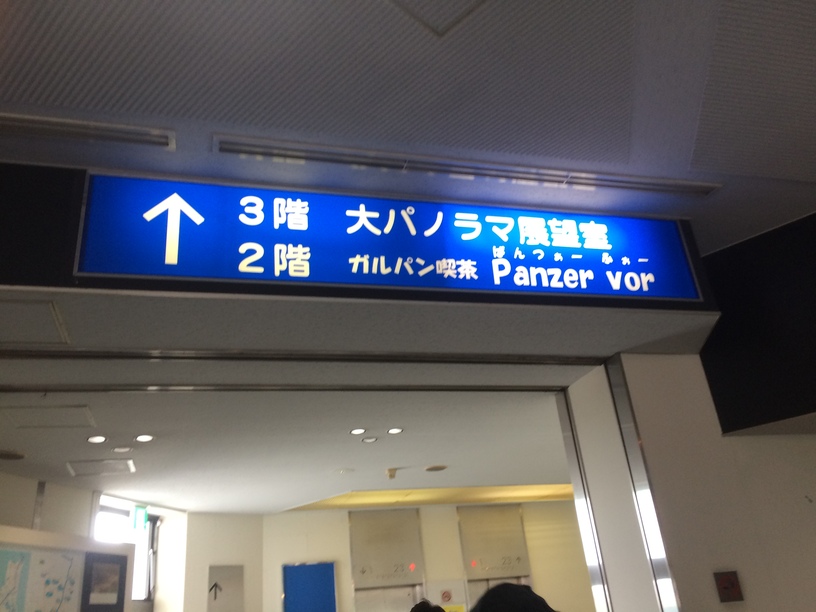 3階 大パノラマ展望室
2階 ガルパン喫茶 Panzer vor
ぱんつぁー ふぉー